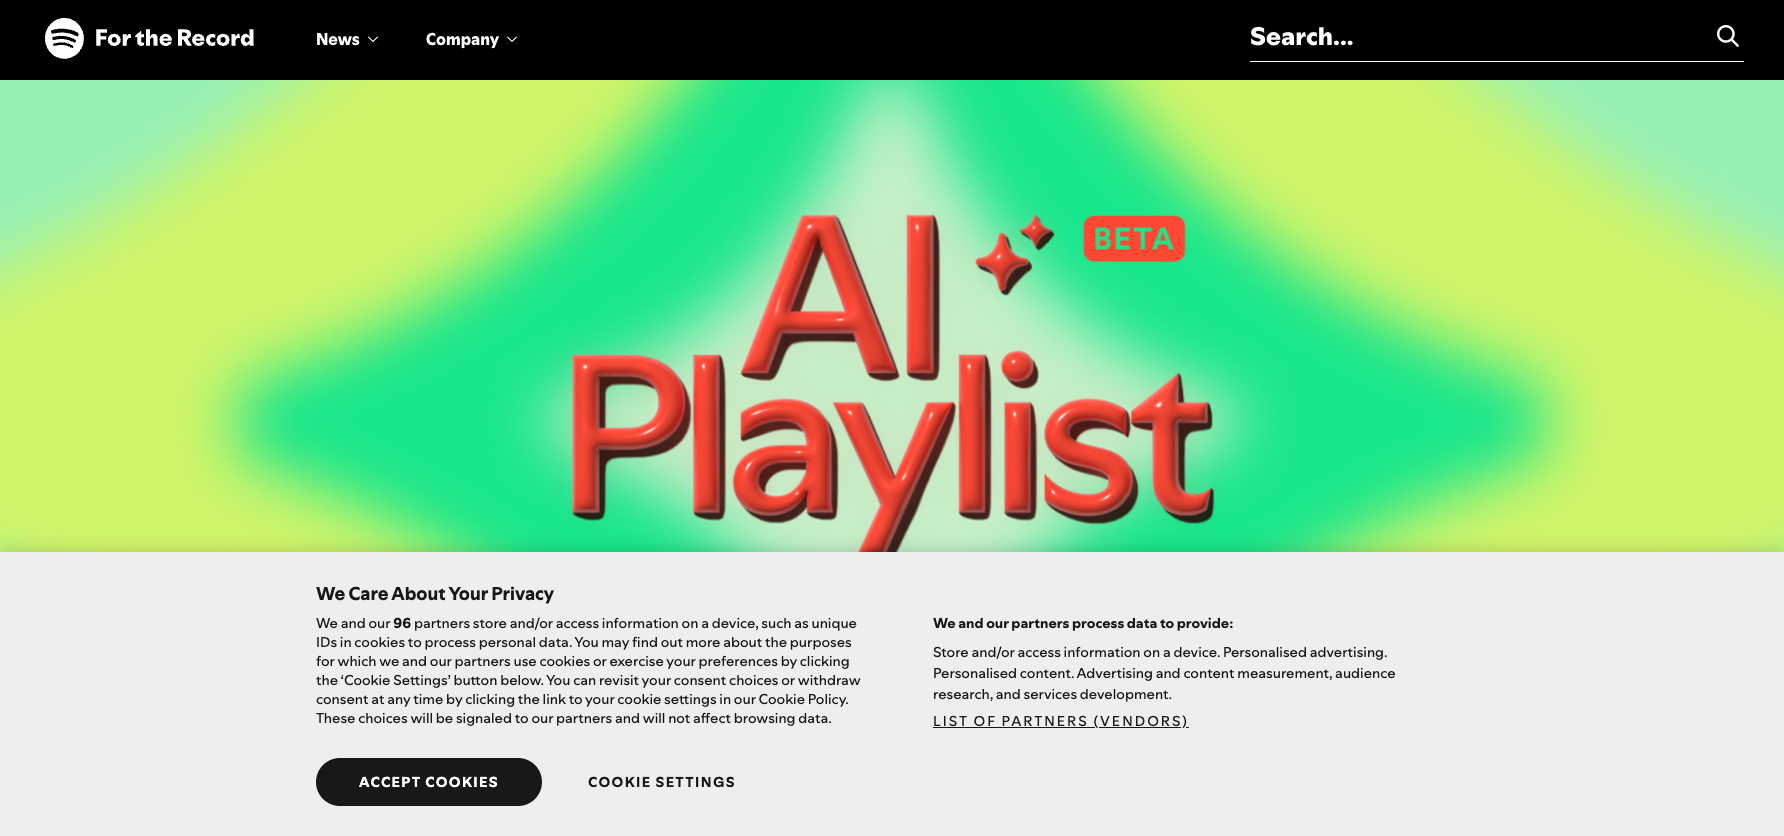 For the Record
News
Company
Search...
AI
BETA
Playlist
We Care About Your Privacy
We and our 96 partners store and/or access information on a device, such as unique
IDs in cookies to process personal data. You may find out more about the purposes
for which we and our partners use cookies or exercise your preferences by clicking
the ‘Cookie Settings’ button below. You can revisit your consent choices or withdraw
consent at any time by clicking the link to your cookie settings in our Cookie Policy.
These choices will be signaled to our partners and will not affect browsing data.
We and our partners process data to provide:
Store and/or access information on a device. Personalised advertising.
Personalised content. Advertising and content measurement, audience
research, and services development.
LIST OF PARTNERS (VENDORS)
ACCEPT COOKIES
COOKIE SETTINGS